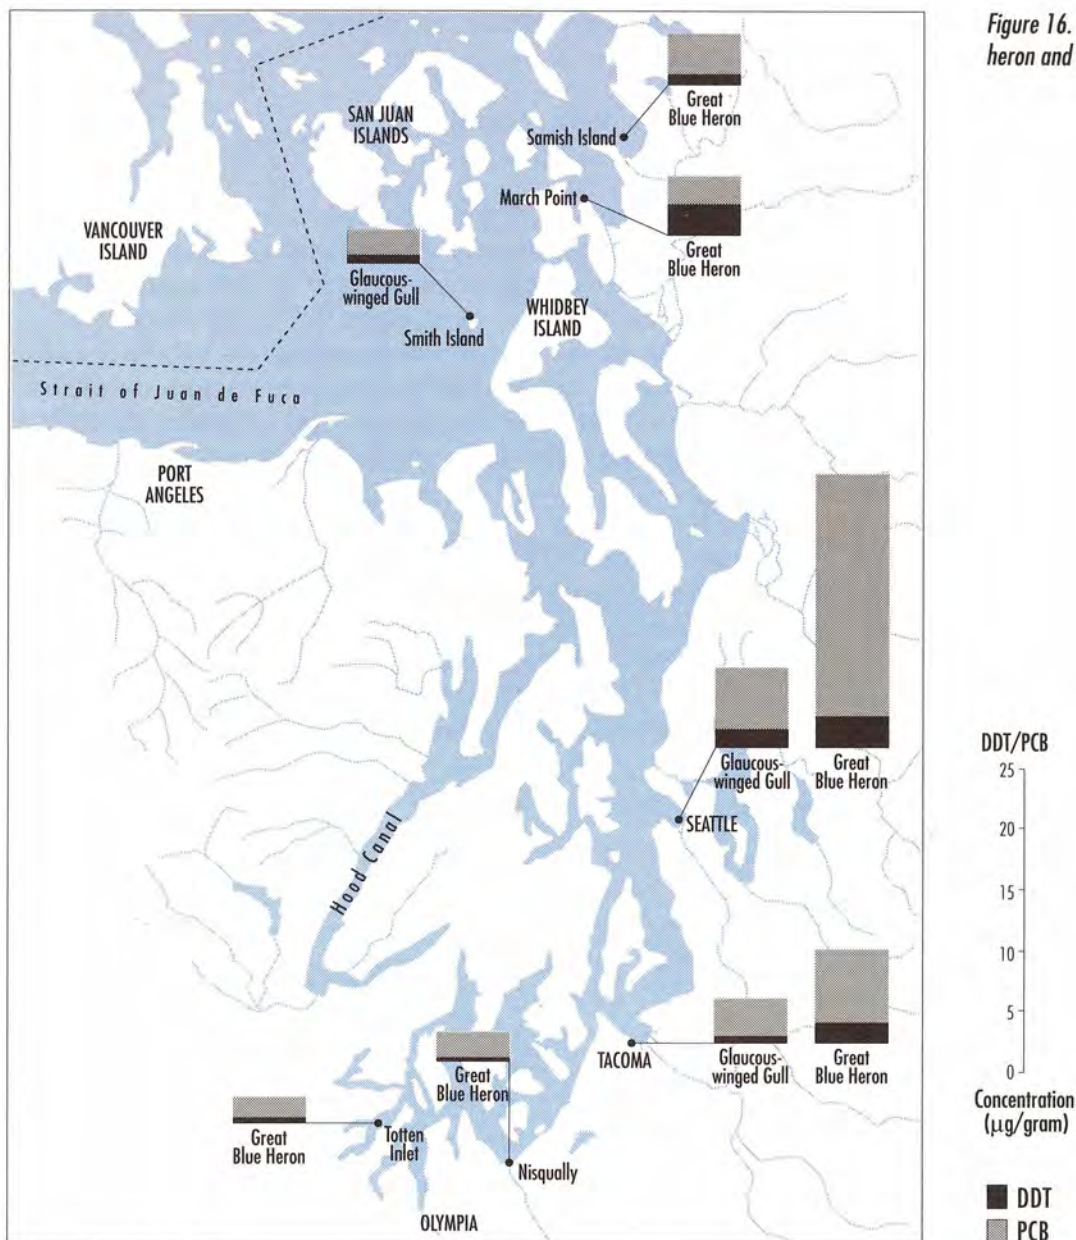 Figure 16.
heron and
Great
Blue Heron
SAN JUAN
ISLANDS
Samish Island
March Point
VANCOUVER
ISLAND
Great
Blue Heron
Glaucous-
winged Gull
WHIDBEY
ISLAND
Smith Island
Strait of Juan de Fuca
PORT
ANGELES
DDT/PCB
25
20
15
10
5
0
Concentration
(µg/gram)
Glaucous-
winged Gull
Great
Blue Heron
SEATTLE
Hood Canal
TACOMA
Glaucous-
winged Gull
Great
Blue Heron
Great
Blue Heron
Great
Blue Heron
Totten
Inlet
Nisqually
OLYMPIA
DDT
PCB